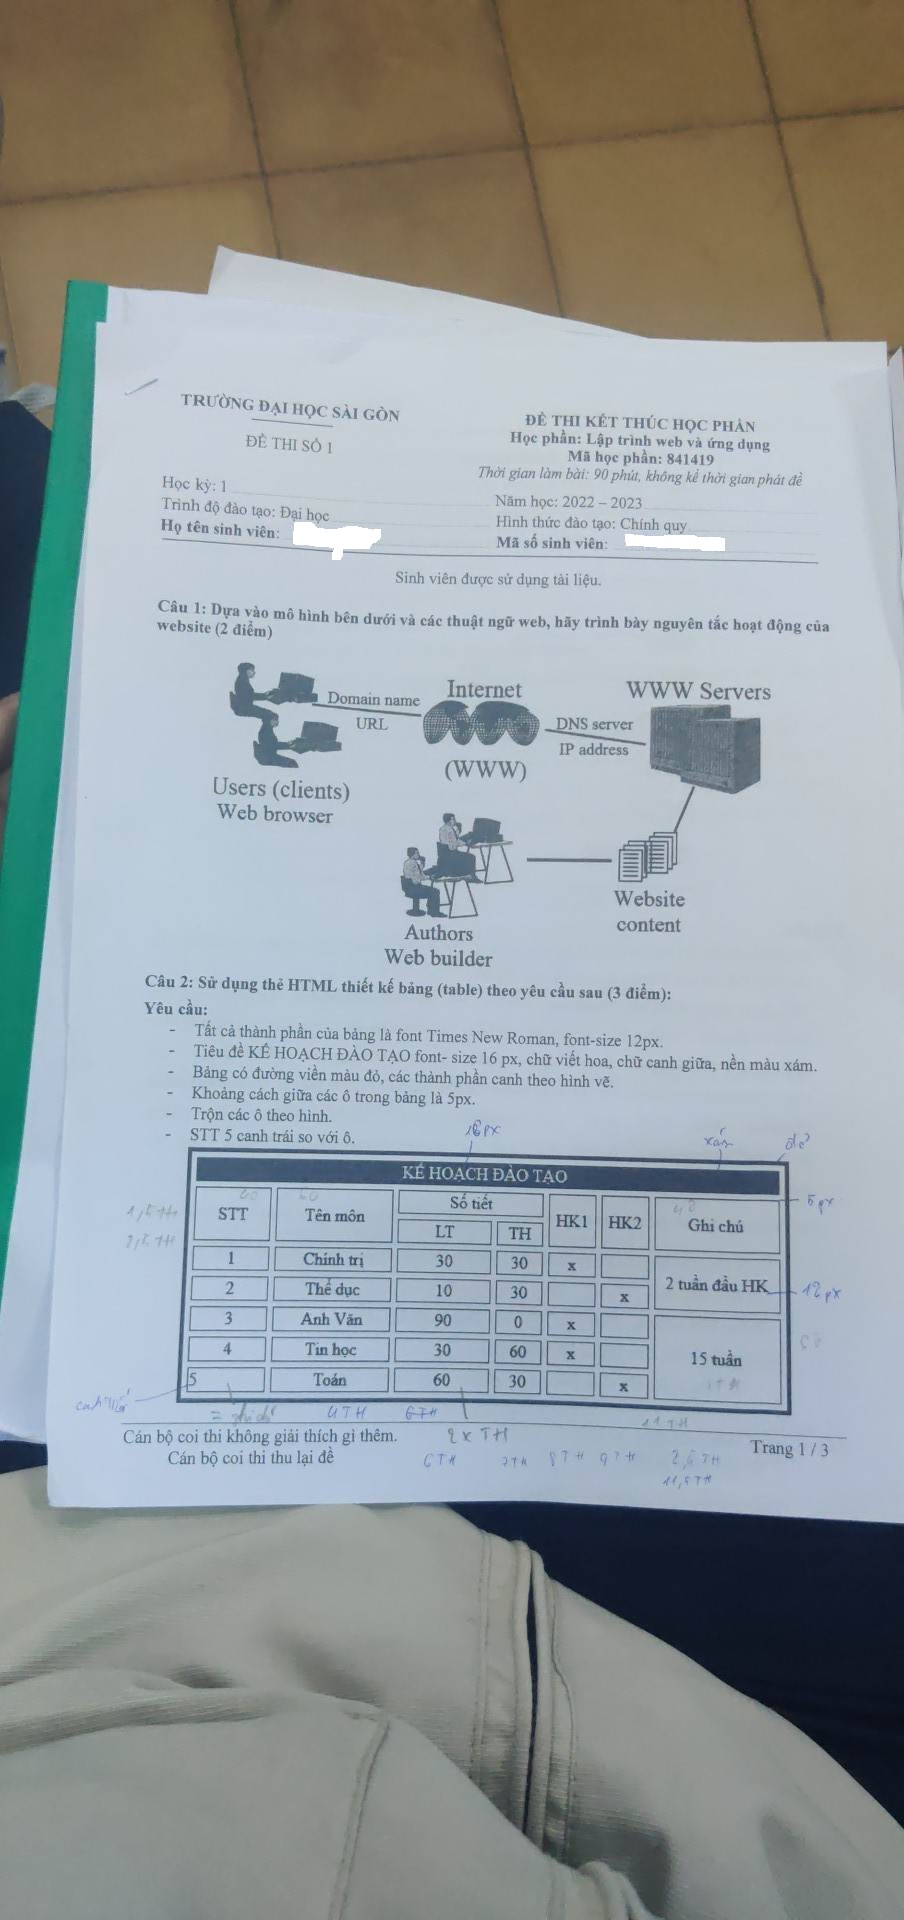 TRƯỜNG ĐẠI HỌC SÀI GÒN
ĐỀ THI SỐ 1
ĐỀ THI KẾT THÚC HỌC PHẦN
Học phần: Lập trình web và ứng dụng
Mã học phần: 841419
Thời gian làm bài: 90 phút, không kể thời gian phát đề
Học kỳ: 1
Năm học: 2022 – 2023
Trình độ đào tạo: Đại học
Hình thức đào tạo: Chính quy
Họ tên sinh viên:
Mã số sinh viên:
Sinh viên được sử dụng tài liệu.
Câu 1: Dựa vào mô hình bên dưới và các thuật ngữ web, hãy trình bày nguyên tắc hoạt động của
website (2 điểm)
Domain name
URL
Internet
(WWW)
DNS server
IP address
WWW Servers
Users (clients)
Web browser
Website
content
Authors
Web builder
Câu 2: Sử dụng thẻ HTML thiết kế bảng (table) theo yêu cầu sau (3 điểm):
Yêu cầu:
- Tất cả thành phần của bảng là font Times New Roman, font-size 12px.
- Tiêu đề KẾ HOẠCH ĐÀO TẠO font- size 16 px, chữ viết hoa, chữ canh giữa, nền màu xám.
- Bảng có đường viền màu đỏ, các thành phần canh theo hình vẽ.
- Khoảng cách giữa các ô trong bảng là 5px.
- Trộn các ô theo hình.
- STT 5 canh trái so với ô.
16px
xám
KẾ HOẠCH ĐÀO TẠO
5px
STT Tên môn Số tiết HK1 HK2 Ghi chú
LT TH
1 Chính trị 30 30 x 2 tuần đầu HK
12px
2 Thể dục 10 30 x
3 Anh Văn 90 0 x 15 tuần
4 Tin học 30 60 x
5 Toán 60 30 x
4TH
11TH
2 x TH
Cán bộ coi thi không giải thích gì thêm.
Trang 1 / 3
Cán bộ coi thi thu lại đề
6TH 7TH 8TH 9TH
11,5TH